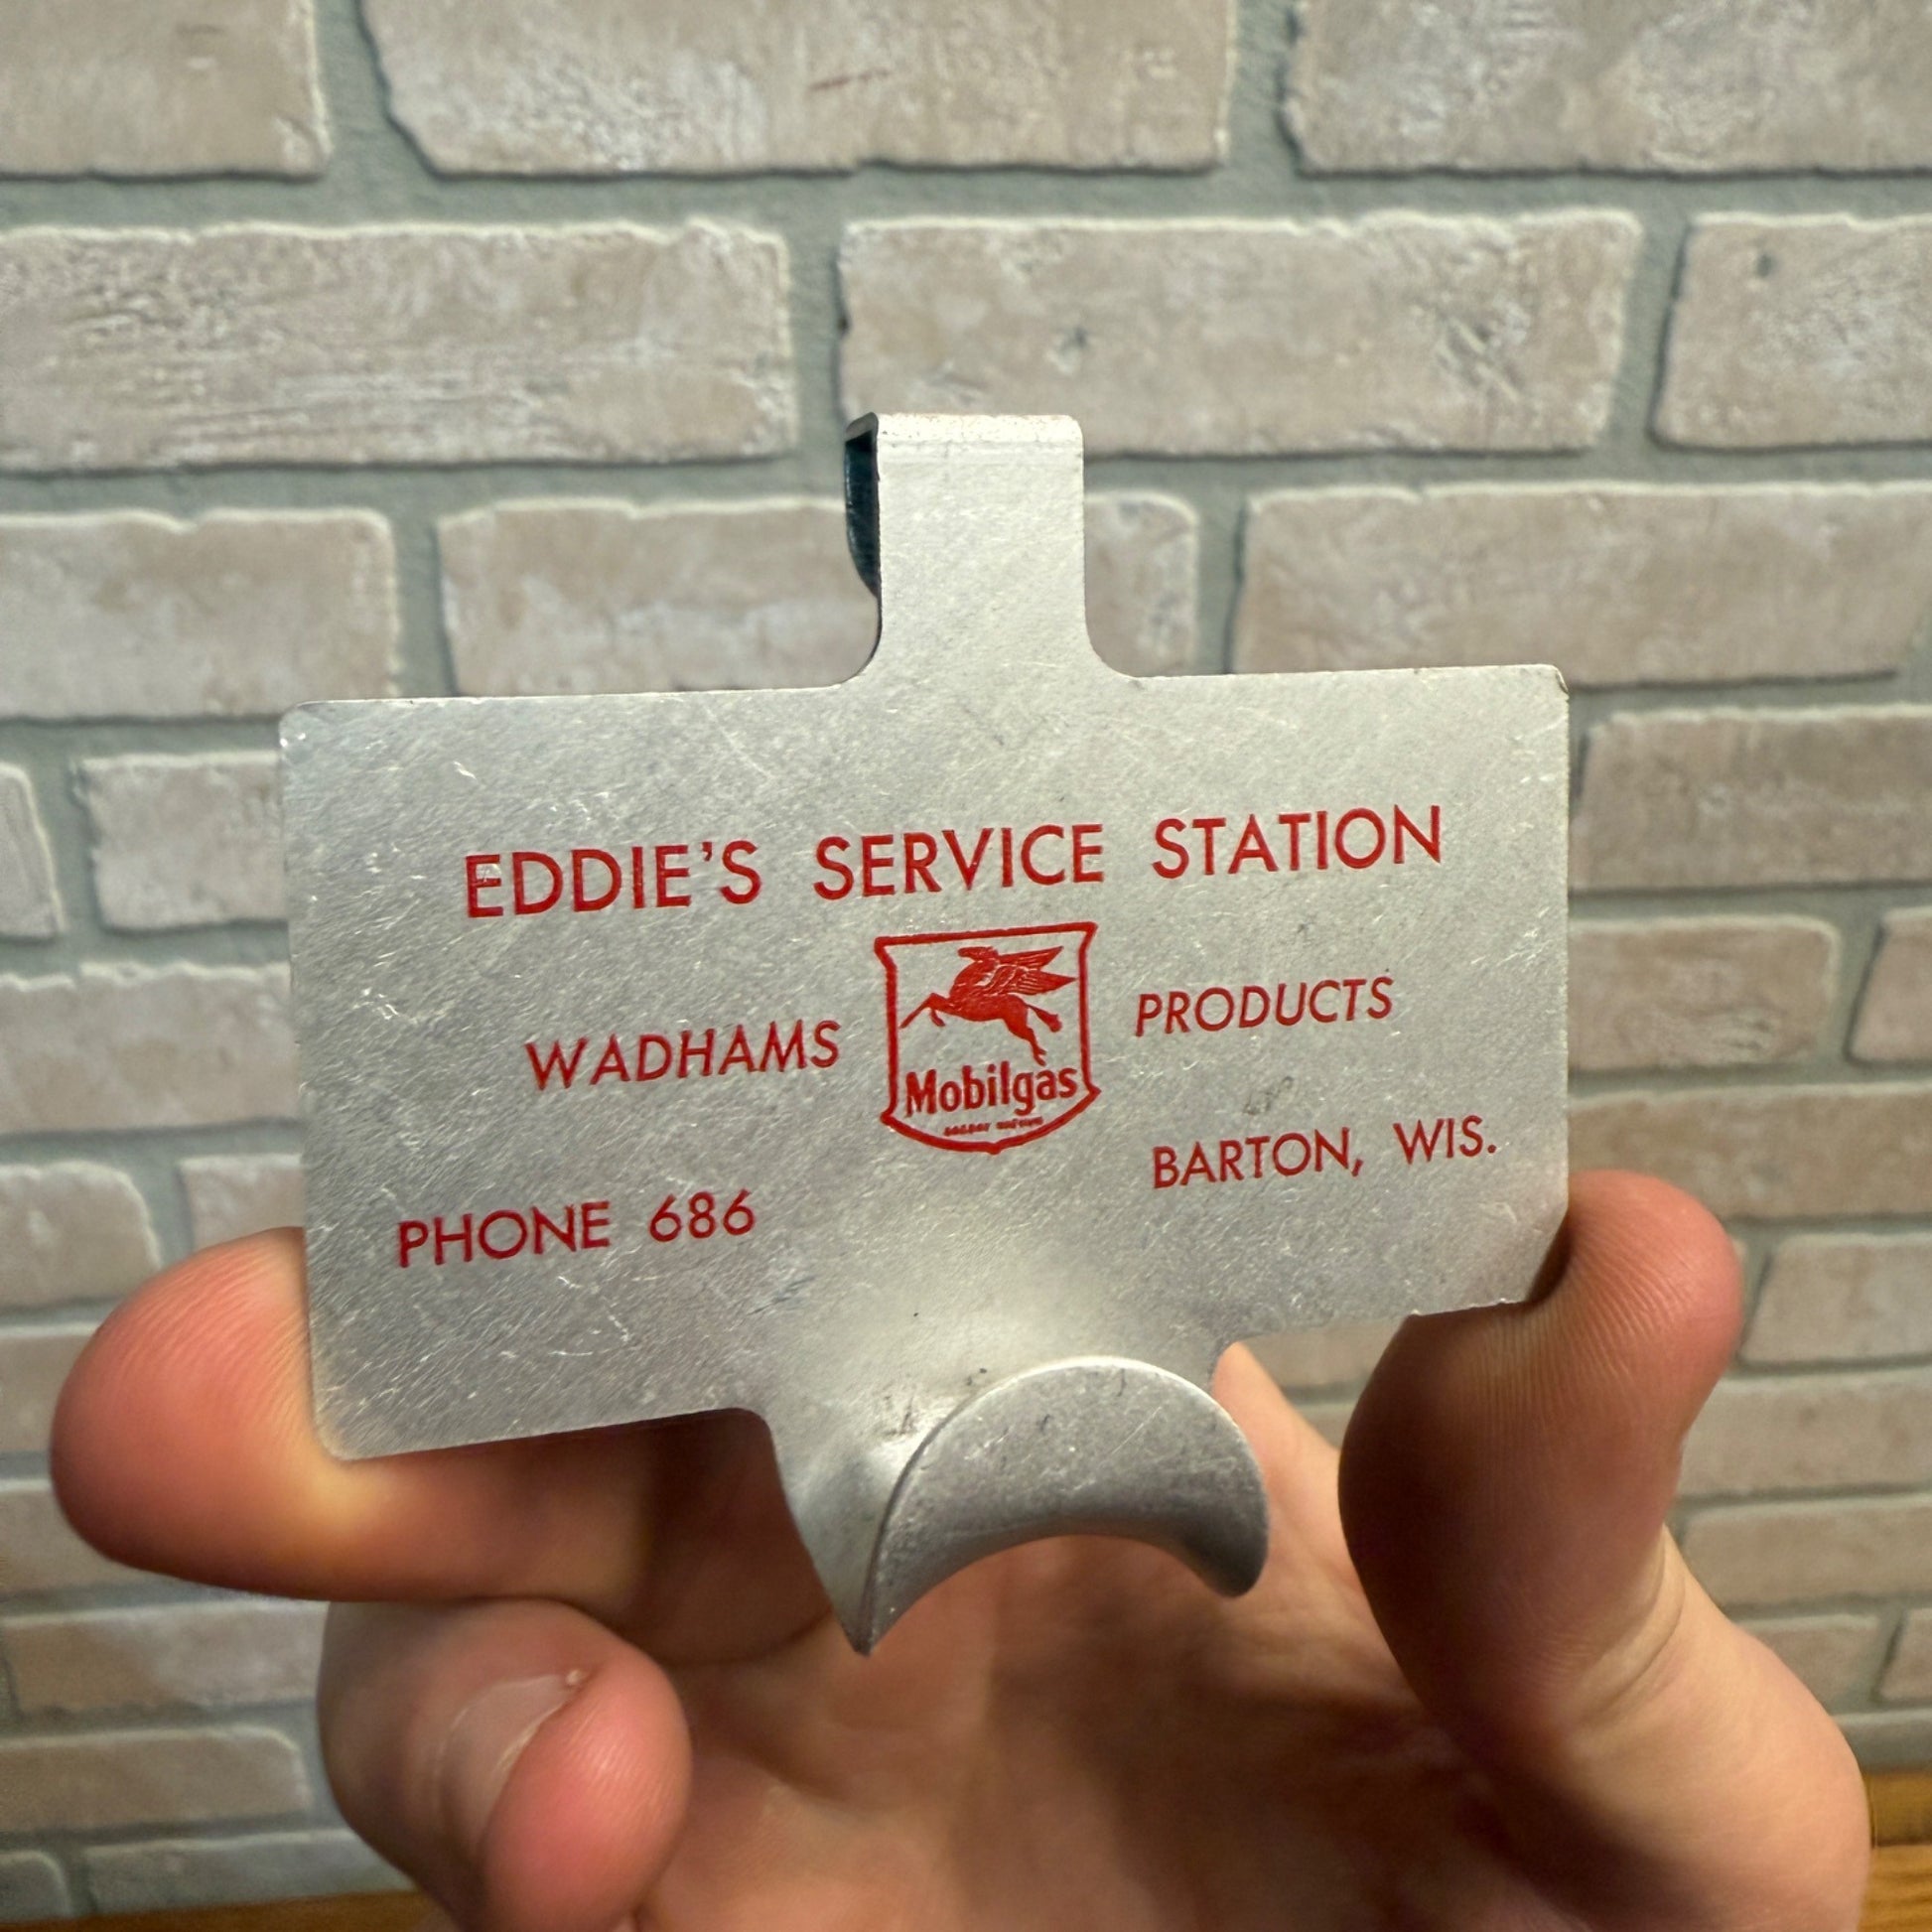 EDDIE'S SERVICE STATION
WADHAMS Mobilgas PRODUCTS
PHONE 686 BARTON, WIS.